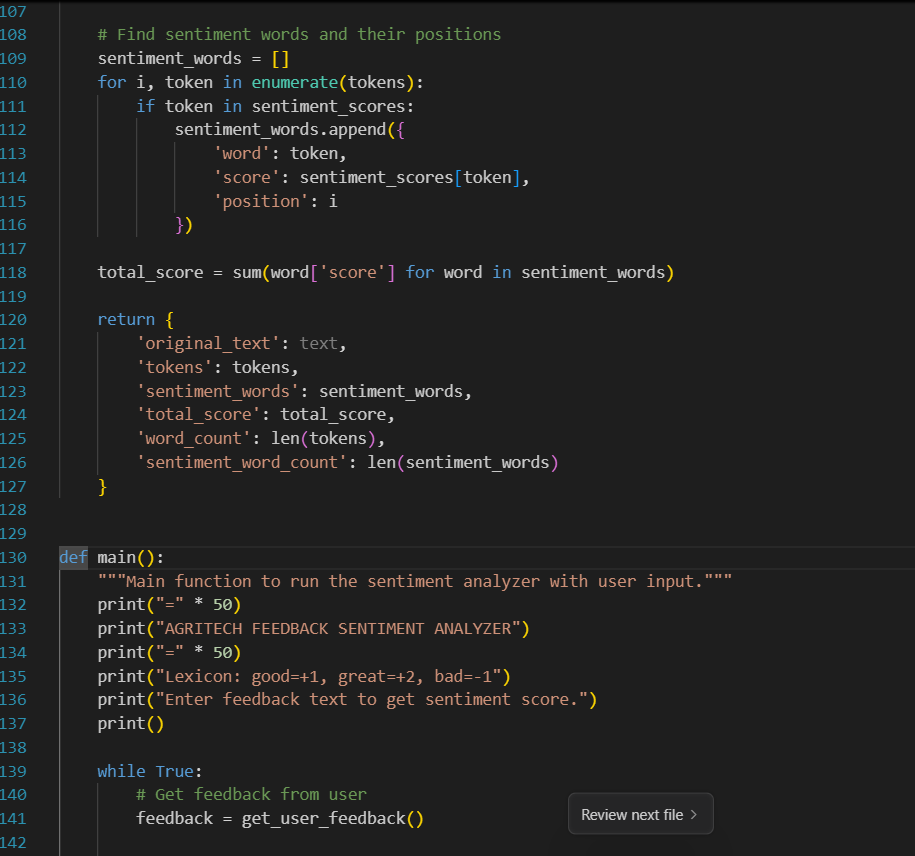 107
108     # Find sentiment words and their positions
109     sentiment_words = []
110     for i, token in enumerate(tokens):
111         if token in sentiment_scores:
112             sentiment_words.append({
113                 'word': token,
114                 'score': sentiment_scores[token],
115                 'position': i
116             })
117
118     total_score = sum(word['score'] for word in sentiment_words)
119
120     return {
121         'original_text': text,
122         'tokens': tokens,
123         'sentiment_words': sentiment_words,
124         'total_score': total_score,
125         'word_count': len(tokens),
126         'sentiment_word_count': len(sentiment_words)
127     }
128
129
130 def main():
131     """Main function to run the sentiment analyzer with user input."""
132     print("=" * 50)
133     print("AGRITECH FEEDBACK SENTIMENT ANALYZER")
134     print("=" * 50)
135     print("Lexicon: good=+1, great=+2, bad=-1")
136     print("Enter feedback text to get sentiment score.")
137     print()
138
139     while True:
140         # Get feedback from user
141         feedback = get_user_feedback()
Review next file >
142